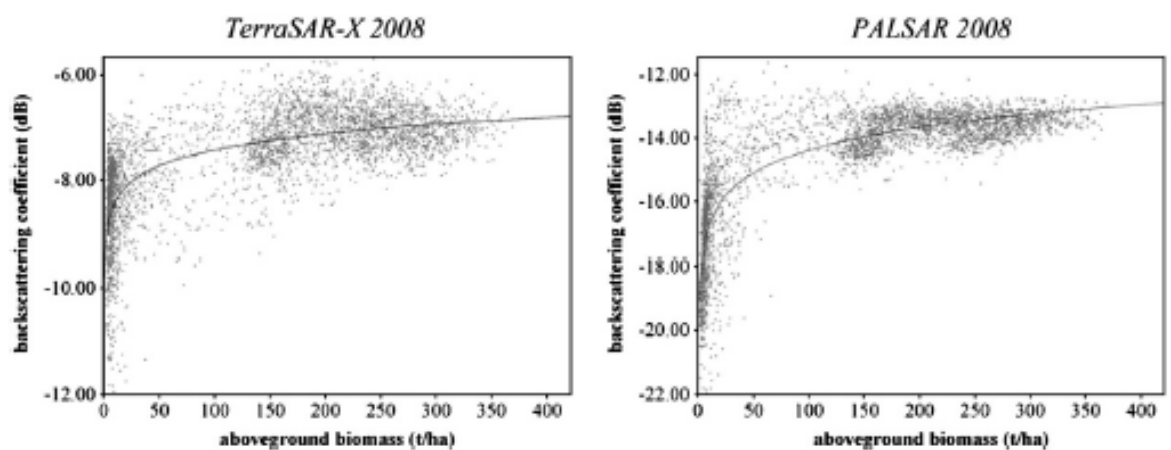 TerraSAR-X 2008
backscattering coefficient (dB)
-6.00
-8.00
-10.00
-12.00
0 50 100 150 200 250 300 350 400
aboveground biomass (t/ha)
PALSAR 2008
backscattering coefficient (dB)
-12.00
-14.00
-16.00
-18.00
-20.00
-22.00
0 50 100 150 200 250 300 350 400
aboveground biomass (t/ha)